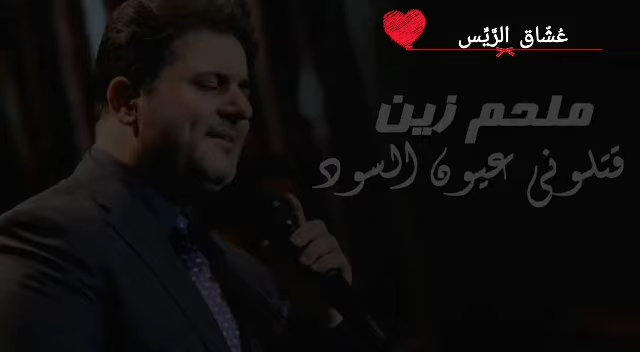 عُشّاق الرَّيِّس
ملحم زين
قتلوني عيون السود